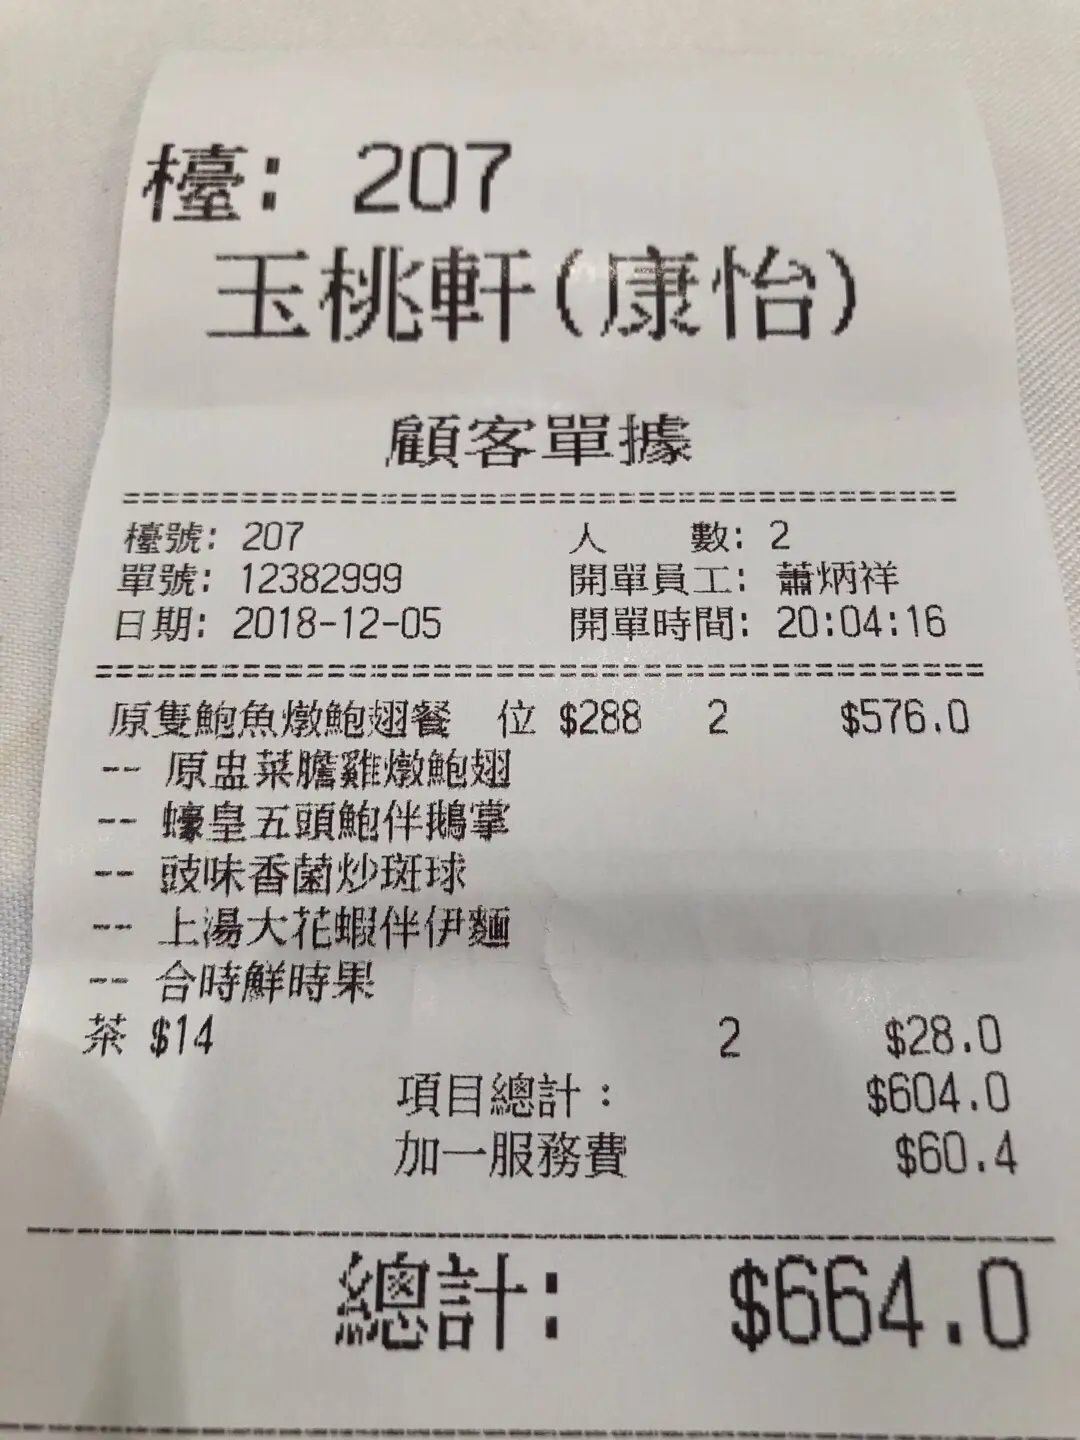 檯: 207
玉桃軒(康怡)
顧客單據
檯號: 207 人 數: 2
單號: 12382999 開單員工: 蕭炳祥
日期: 2018-12-05 開單時間: 20:04:16
原隻鮑魚燉鮑翅餐 位 $288 2 $576.0
-- 原盅菜膽雞燉鮑翅
-- 蠔皇五頭鮑伴鵝掌
-- 豉味香菌炒斑球
-- 上湯大花蝦伴伊麵
-- 合時鮮時果
茶 $14 2 $28.0
項目總計: $604.0
加一服務費 $60.4
總計: $664.0